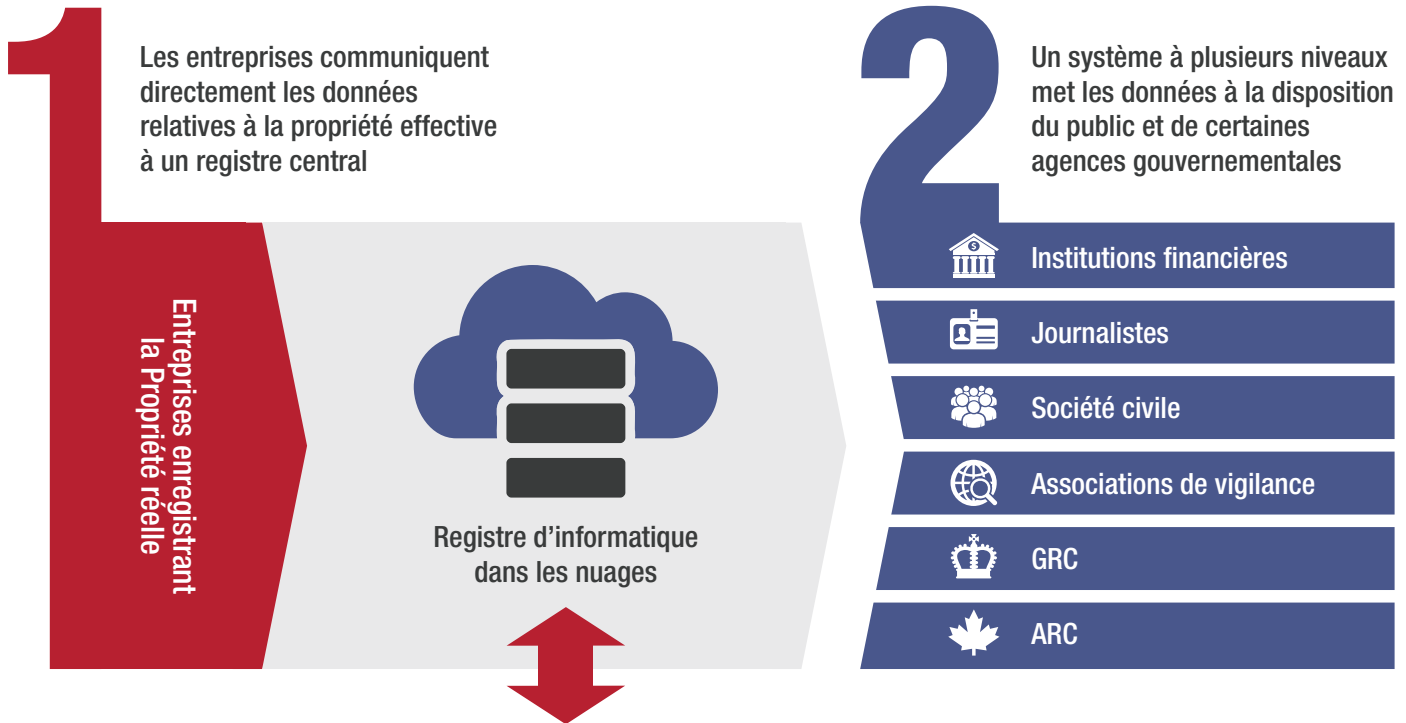 1
Les entreprises communiquent
directement les données
relatives à la propriété effective
à un registre central
Entreprises enregistrant
la Propriété réelle
Registre d’informatique
dans les nuages
2
Un système à plusieurs niveaux
met les données à la disposition
du public et de certaines
agences gouvernementales
$
Institutions financières
Journalistes
Société civile
Associations de vigilance
GRC
ARC